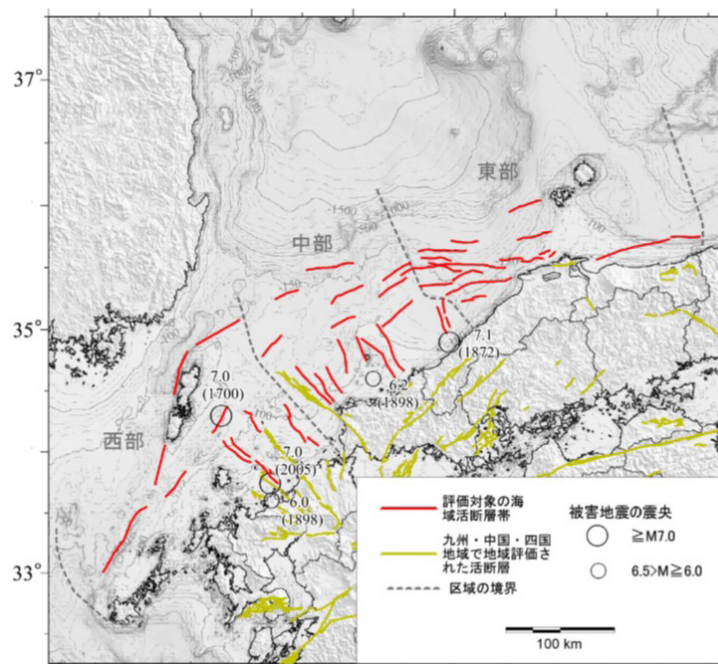 37°
東部
中部
35°
7.1
(1872)
6.2
(1898)
7.0
(1700)
西部
7.0
(2005)
6.0
(1898)
33°
評価対象の海
域活断層帯
九州・中国・四国
地域で地域評価さ
れた活断層
区域の境界
被害地震の震央
≧M7.0
6.5>M≧6.0
100 km